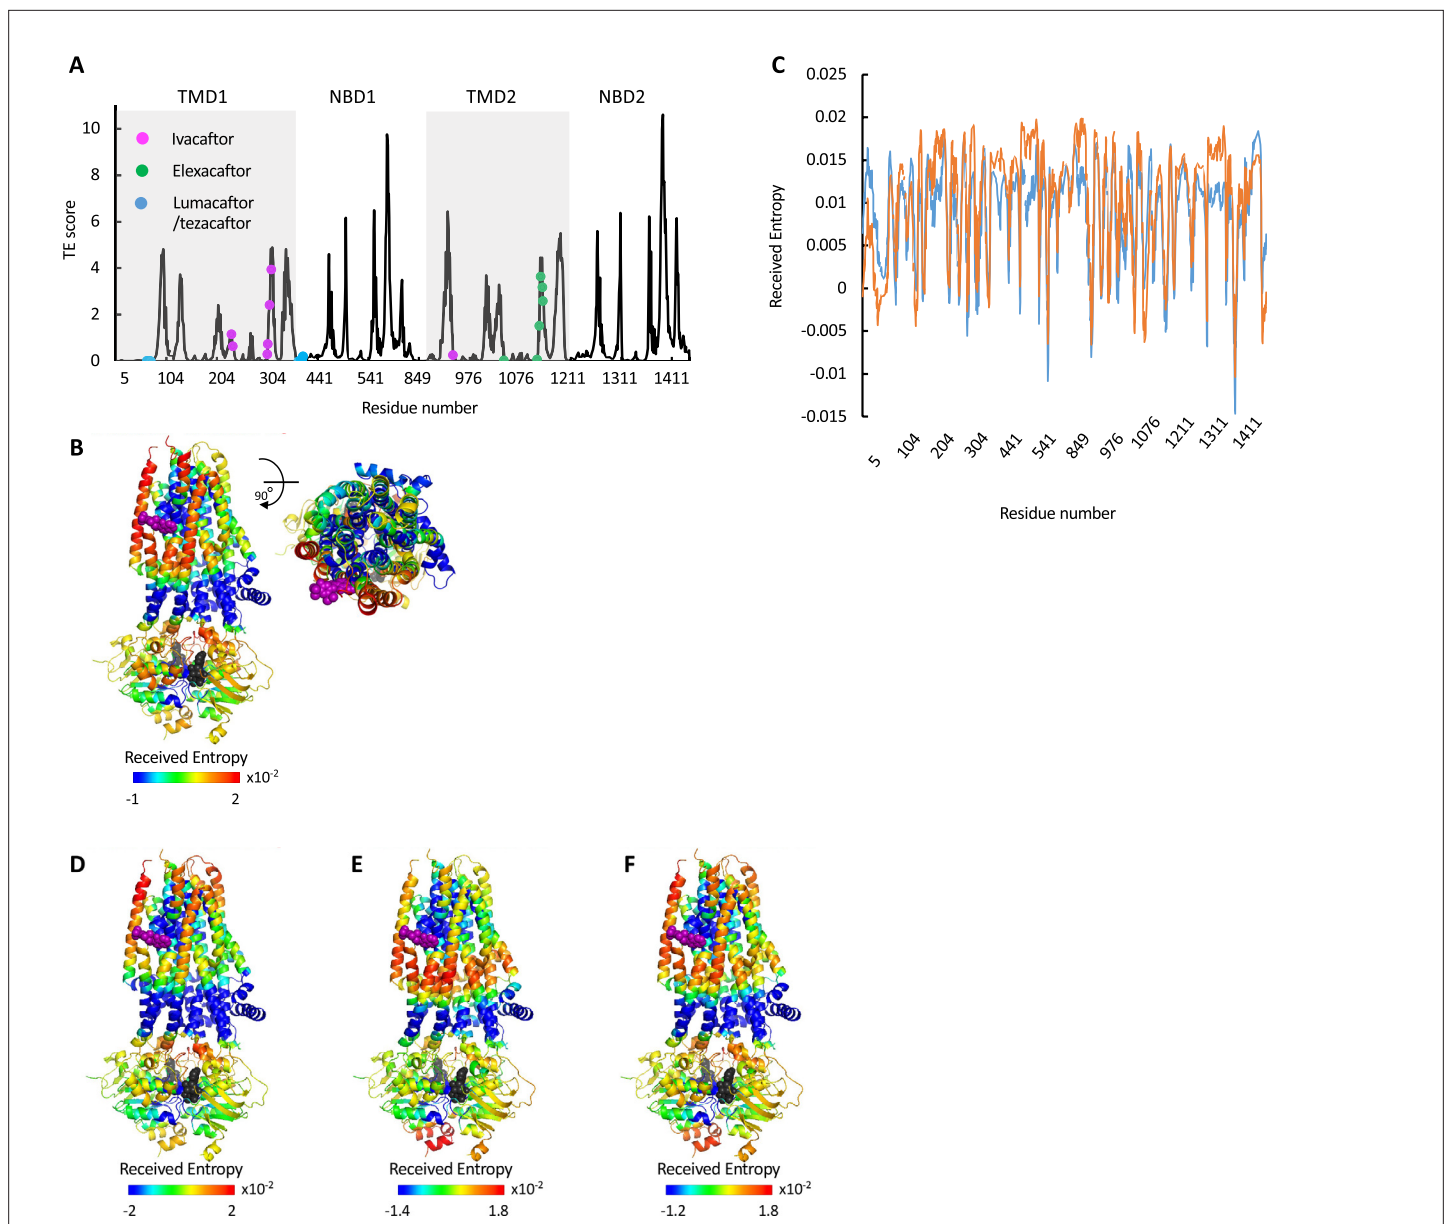 A
TMD1 NBD1 TMD2 NBD2
Ivacaftor
Elexacaftor
Lumacaftor
/tezacaftor
TE score
10
8
6
4
2
0
5 104 204 304 441 541 849 976 1076 1211 1311 1411
Residue number
C
Received Entropy
0.025
0.02
0.015
0.01
0.005
0
-0.005
-0.01
-0.015
5 104 204 304 441 541 849 976 1076 1211 1311 1411
Residue number
B
90°
Received Entropy
x10-2
-1 2
D
Received Entropy
x10-2
-2 2
E
Received Entropy
x10-2
-1.4 1.8
F
Received Entropy
x10-2
-1.2 1.8